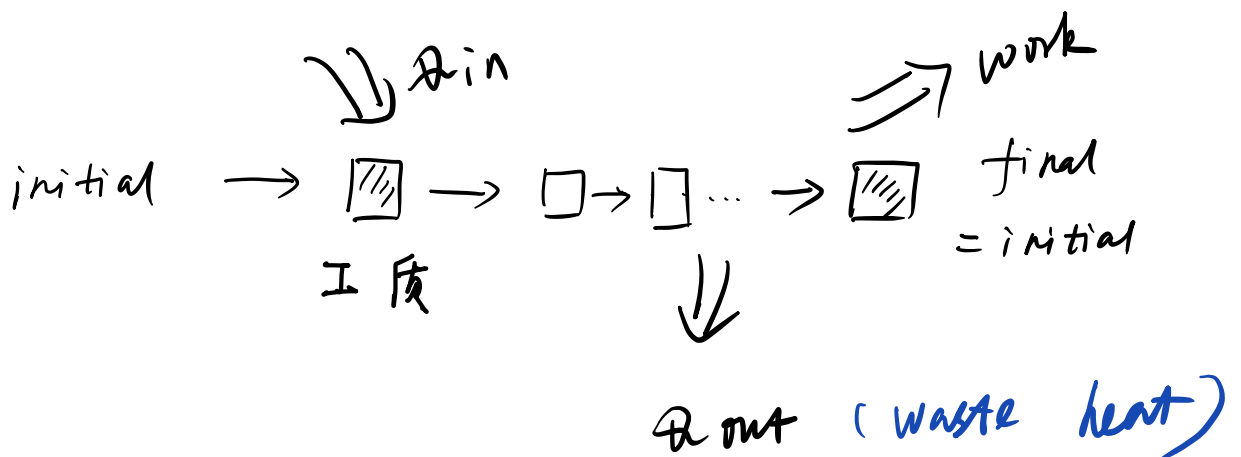 Qin
work
initial
final
= initial
工质
...
Qout (waste heat)